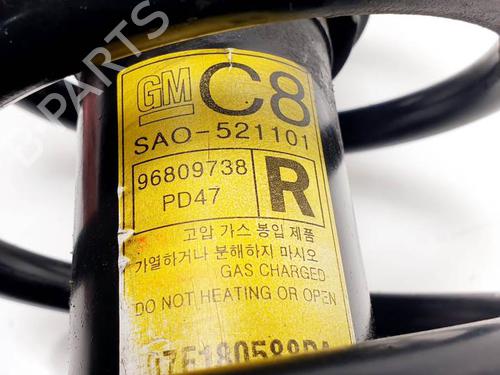 GM C8
SAO-521101
96809738
PD47
R
고압 가스 봉입 제품
가열하거나 분해하지 마시오
GAS CHARGED
DO NOT HEATING OR OPEN